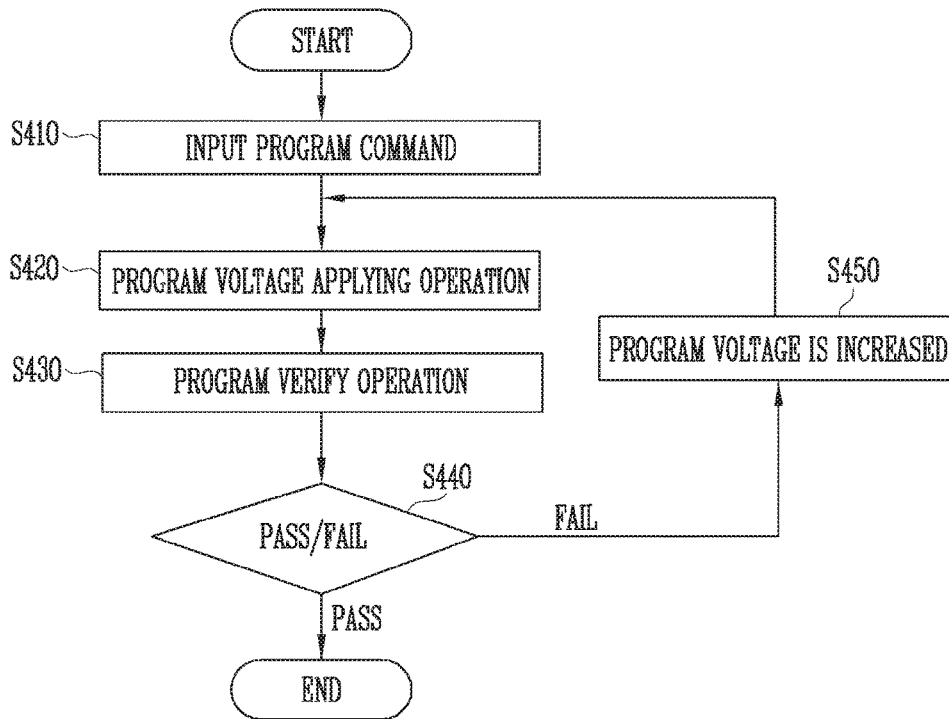 START
S410
INPUT PROGRAM COMMAND
S420
PROGRAM VOLTAGE APPLYING OPERATION
S450
PROGRAM VOLTAGE IS INCREASED
S430
PROGRAM VERIFY OPERATION
S440
PASS/FAIL
FAIL
PASS
END